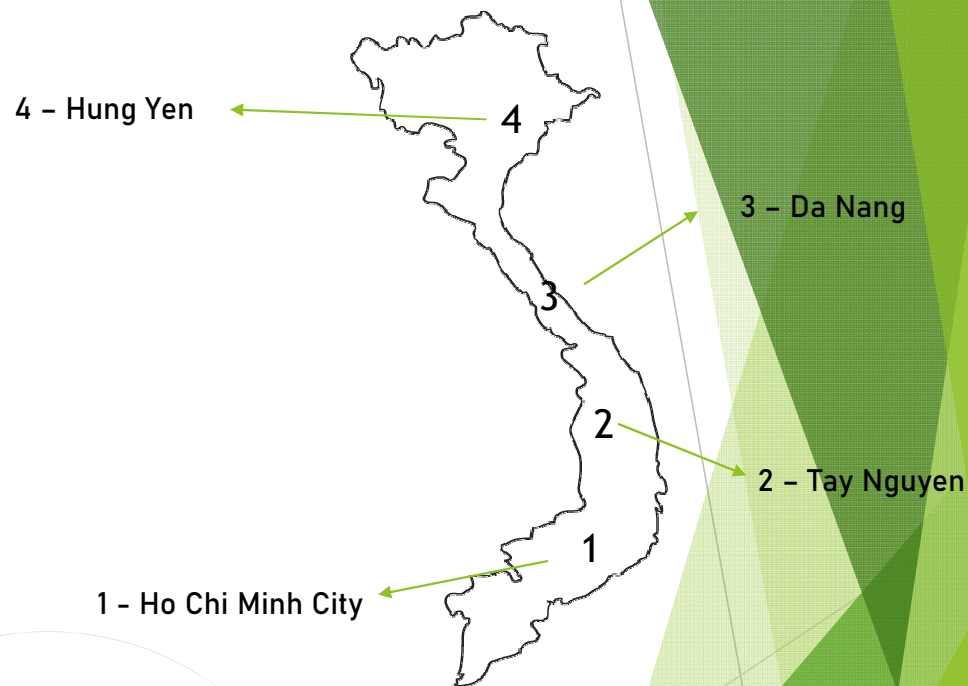 4 – Hung Yen
4
3 – Da Nang
3
2
2 – Tay Nguyen
1
1 - Ho Chi Minh City